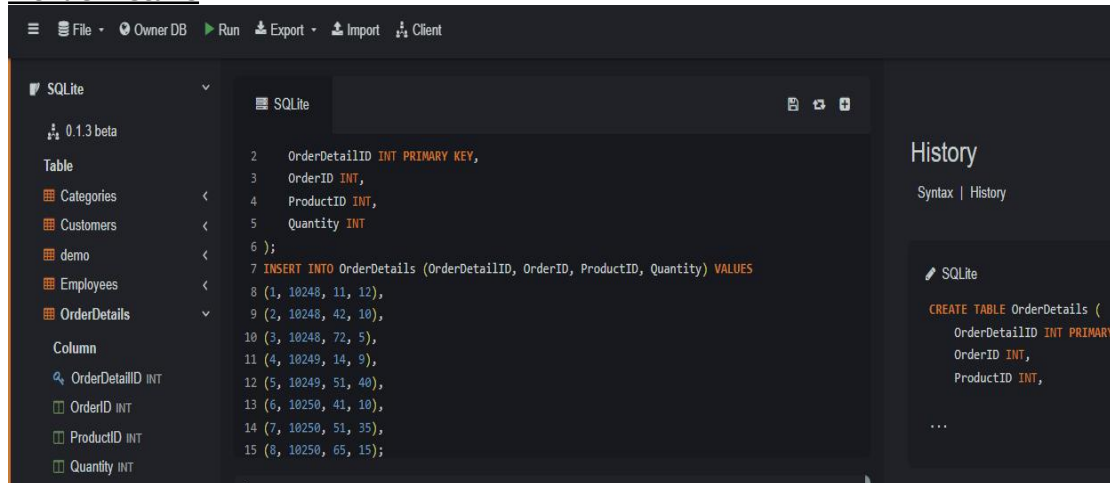 File Owner DB Run Export Import Client
SQLite
0.1.3 beta
Table
Categories
Customers
demo
Employees
OrderDetails
Column
OrderDetailID INT
OrderID INT
ProductID INT
Quantity INT
SQLite
2 OrderDetailID INT PRIMARY KEY,
3 OrderID INT,
4 ProductID INT,
5 Quantity INT
6 );
7 INSERT INTO OrderDetails (OrderDetailID, OrderID, ProductID, Quantity) VALUES
8 (1, 10248, 11, 12),
9 (2, 10248, 42, 10),
10 (3, 10248, 72, 5),
11 (4, 10249, 14, 9),
12 (5, 10249, 51, 40),
13 (6, 10250, 41, 10),
14 (7, 10250, 51, 35),
15 (8, 10250, 65, 15);
History
Syntax | History
SQLite
CREATE TABLE OrderDetails (
OrderDetailID INT PRIMARY
OrderID INT,
ProductID INT,
...